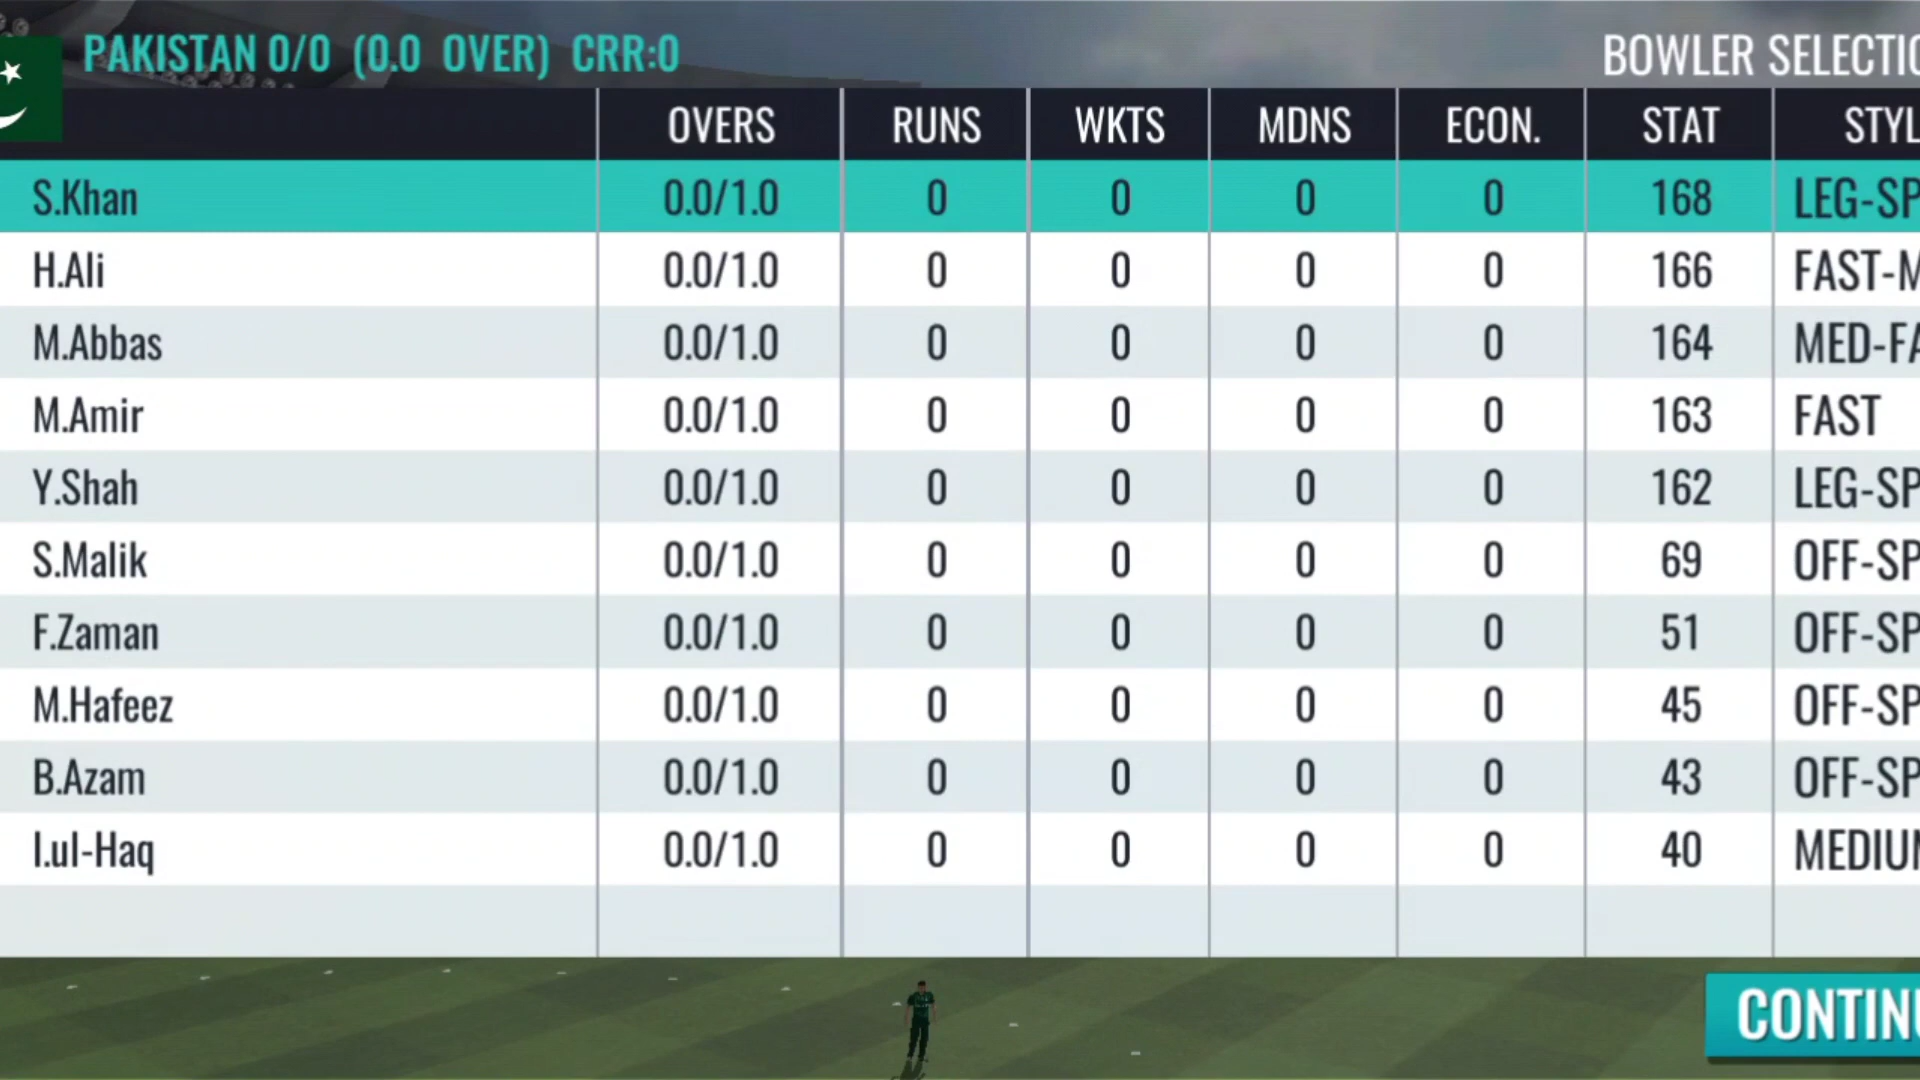 PAKISTAN 0/0 (0.0 OVER) CRR:0
BOWLER SELECTIO
OVERS RUNS WKTS MDNS ECON. STAT STYL
S.Khan 0.0/1.0 0 0 0 0 168 LEG-SP
H.Ali 0.0/1.0 0 0 0 0 166 FAST-M
M.Abbas 0.0/1.0 0 0 0 0 164 MED-FA
M.Amir 0.0/1.0 0 0 0 0 163 FAST
Y.Shah 0.0/1.0 0 0 0 0 162 LEG-SP
S.Malik 0.0/1.0 0 0 0 0 69 OFF-SP
F.Zaman 0.0/1.0 0 0 0 0 51 OFF-SP
M.Hafeez 0.0/1.0 0 0 0 0 45 OFF-SP
B.Azam 0.0/1.0 0 0 0 0 43 OFF-SP
I.ul-Haq 0.0/1.0 0 0 0 0 40 MEDIUM
CONTINU